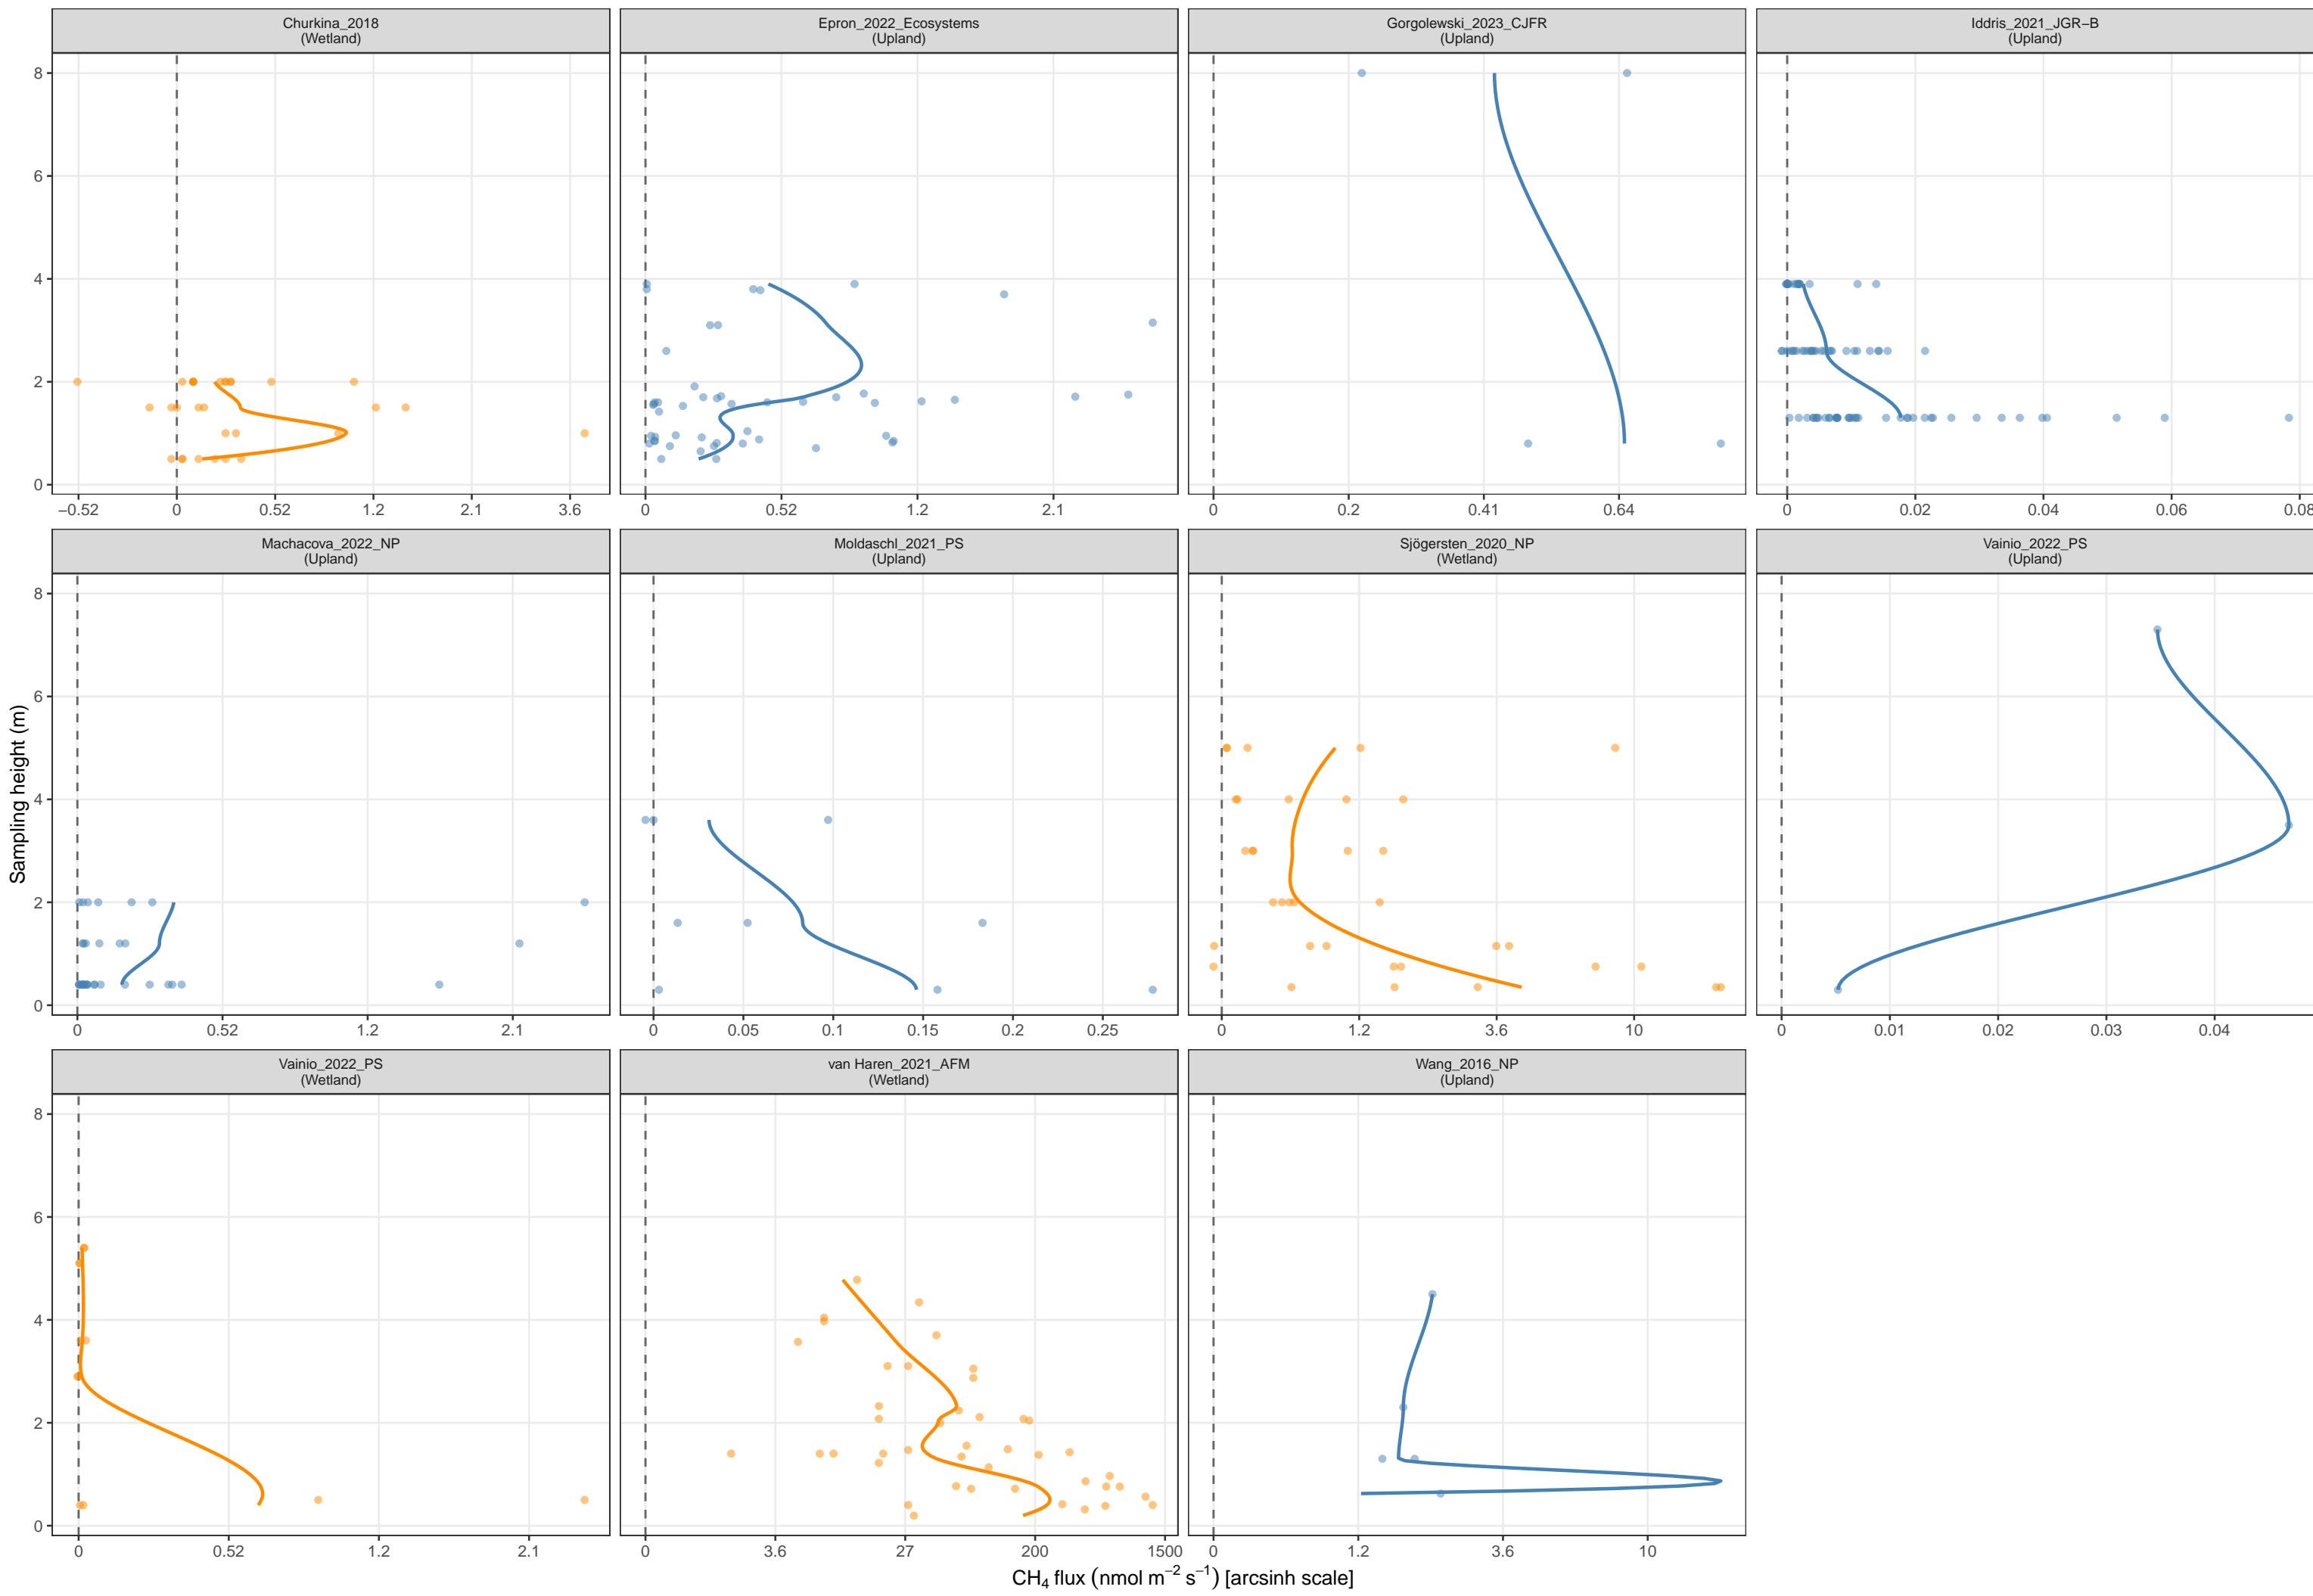 Churkina_2018
(Wetland)
Epron_2022_Ecosystems
(Upland)
Gorgolewski_2023_CJFR
(Upland)
Iddris_2021_JGR−B
(Upland)
8
6
4
2
0
−0.52 0 0.52 1.2 2.1 3.6
0 0.52 1.2 2.1
0 0.2 0.41 0.64
0 0.02 0.04 0.06 0.08
Machacova_2022_NP
(Upland)
Moldaschl_2021_PS
(Upland)
Sjögersten_2020_NP
(Wetland)
Vainio_2022_PS
(Upland)
Sampling height (m)
8
6
4
2
0
0 0.52 1.2 2.1
0 0.05 0.1 0.15 0.2 0.25
0 1.2 3.6 10
0 0.01 0.02 0.03 0.04
Vainio_2022_PS
(Wetland)
van Haren_2021_AFM
(Wetland)
Wang_2016_NP
(Upland)
8
6
4
2
0
0 0.52 1.2 2.1
0 3.6 27 200 1500
0 1.2 3.6 10
CH₄ flux (nmol m⁻² s⁻¹) [arcsinh scale]